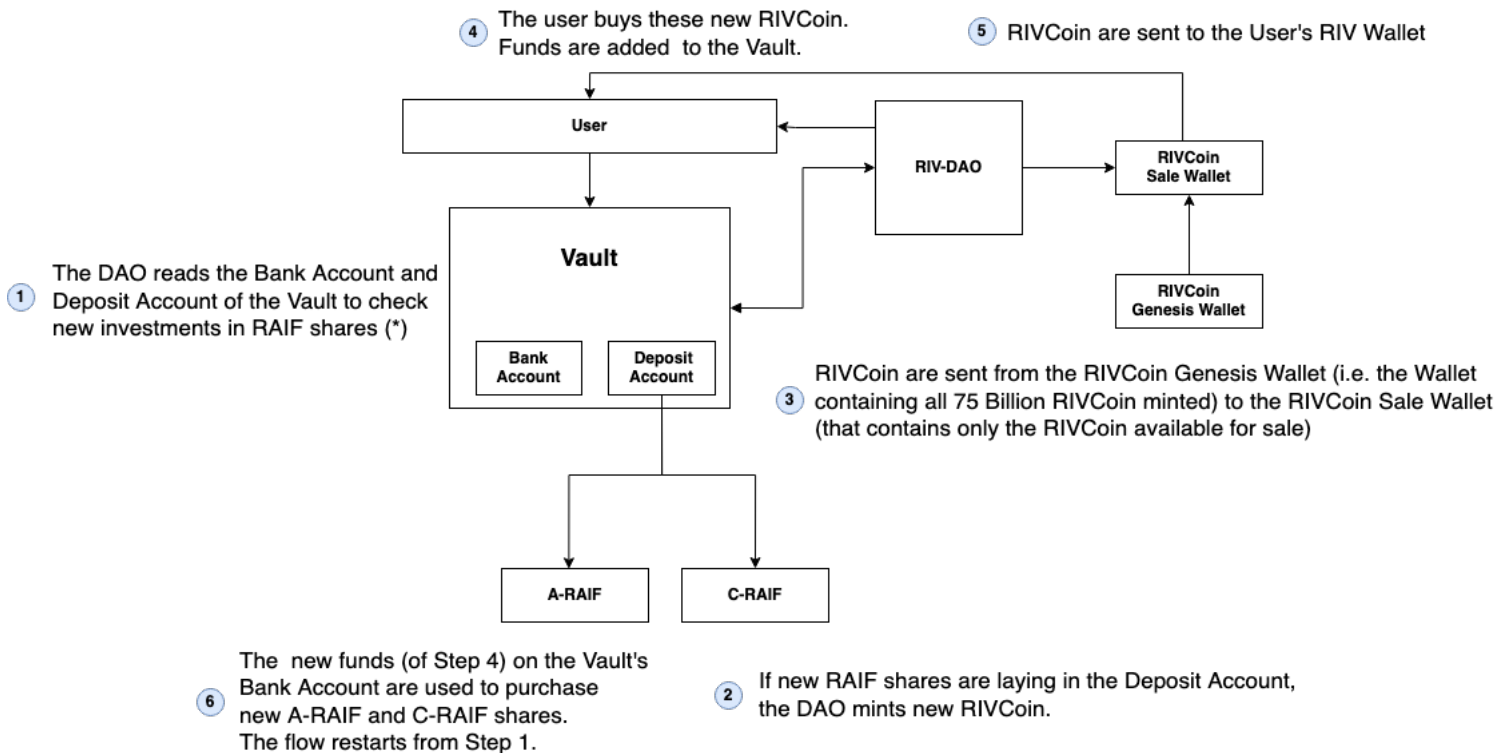 4
The user buys these new RIVCoin.
Funds are added to the Vault.
5
RIVCoin are sent to the User's RIV Wallet
User
RIV-DAO
RIVCoin
Sale Wallet
Vault
1
The DAO reads the Bank Account and
Deposit Account of the Vault to check
new investments in RAIF shares (*)
RIVCoin
Genesis Wallet
Bank
Account
Deposit
Account
3
RIVCoin are sent from the RIVCoin Genesis Wallet (i.e. the Wallet
containing all 75 Billion RIVCoin minted) to the RIVCoin Sale Wallet
(that contains only the RIVCoin available for sale)
A-RAIF
C-RAIF
6
The new funds (of Step 4) on the Vault's
Bank Account are used to purchase
new A-RAIF and C-RAIF shares.
The flow restarts from Step 1.
2
If new RAIF shares are laying in the Deposit Account,
the DAO mints new RIVCoin.